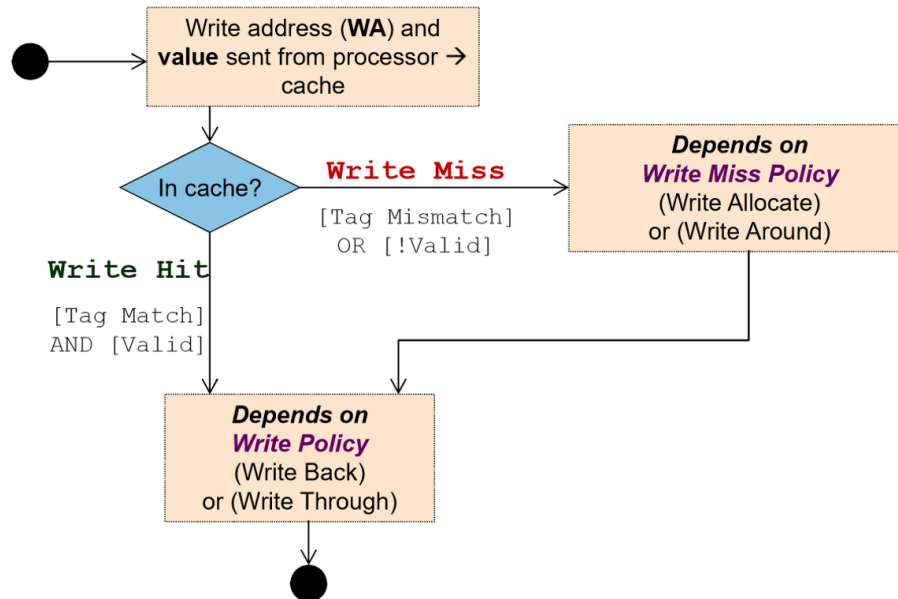 Write address (WA) and
value sent from processor →
cache
In cache?
Write Miss
[Tag Mismatch]
OR [!Valid]
Depends on
Write Miss Policy
(Write Allocate)
or (Write Around)
Write Hit
[Tag Match]
AND [Valid]
Depends on
Write Policy
(Write Back)
or (Write Through)